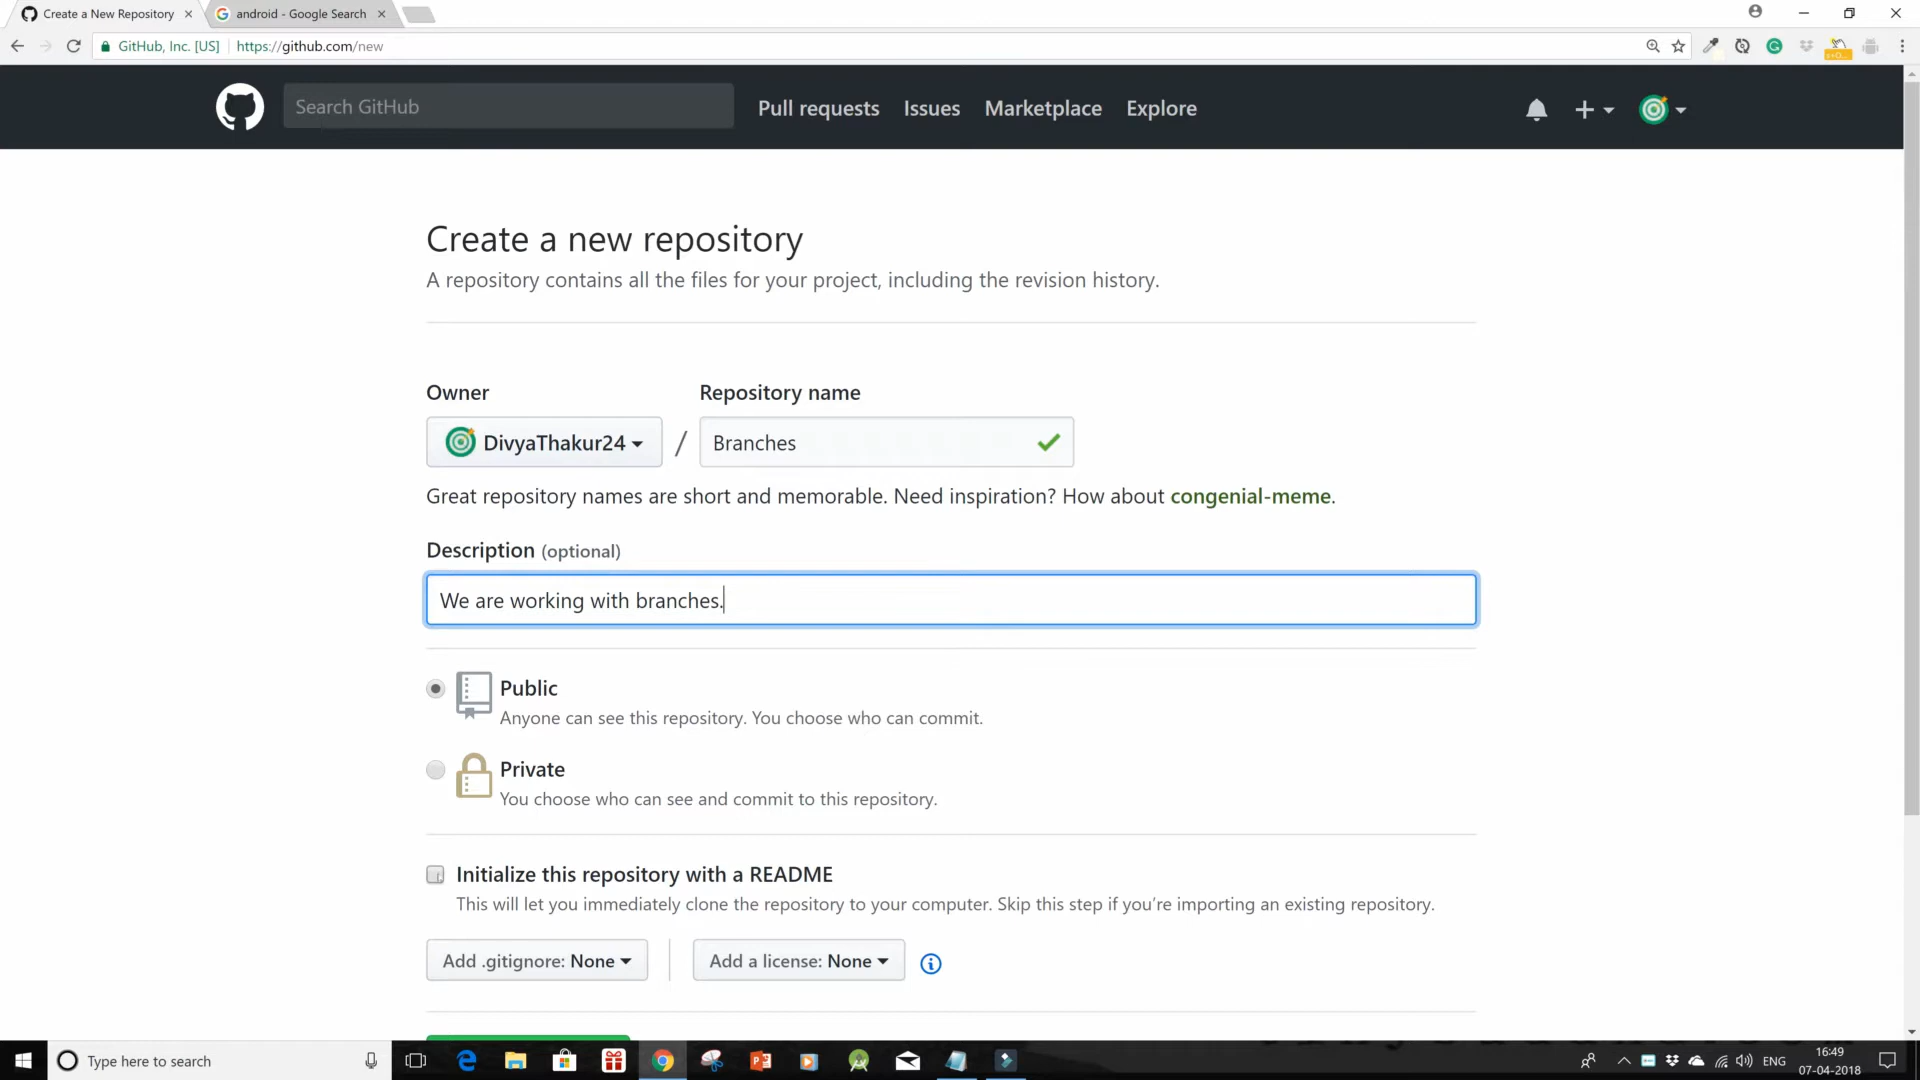 Create a New Repository
android - Google Search
GitHub, Inc. [US]
https://github.com/new
Search GitHub
Pull requests
Issues
Marketplace
Explore
Create a new repository
A repository contains all the files for your project, including the revision history.
Owner
Repository name
DivyaThakur24 / Branches
Great repository names are short and memorable. Need inspiration? How about congenial-meme.
Description (optional)
We are working with branches.
Public
Anyone can see this repository. You choose who can commit.
Private
You choose who can see and commit to this repository.
Initialize this repository with a README
This will let you immediately clone the repository to your computer. Skip this step if you’re importing an existing repository.
Add .gitignore: None
Add a license: None
Type here to search
ENG
16:49
07-04-2018